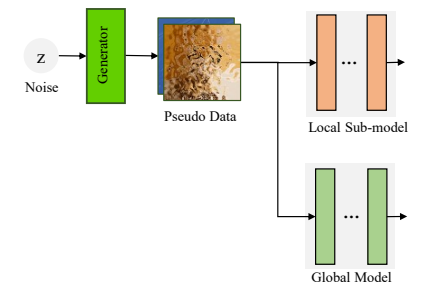 z
Noise
Generator
Pseudo Data
...
Local Sub-model
...
Global Model